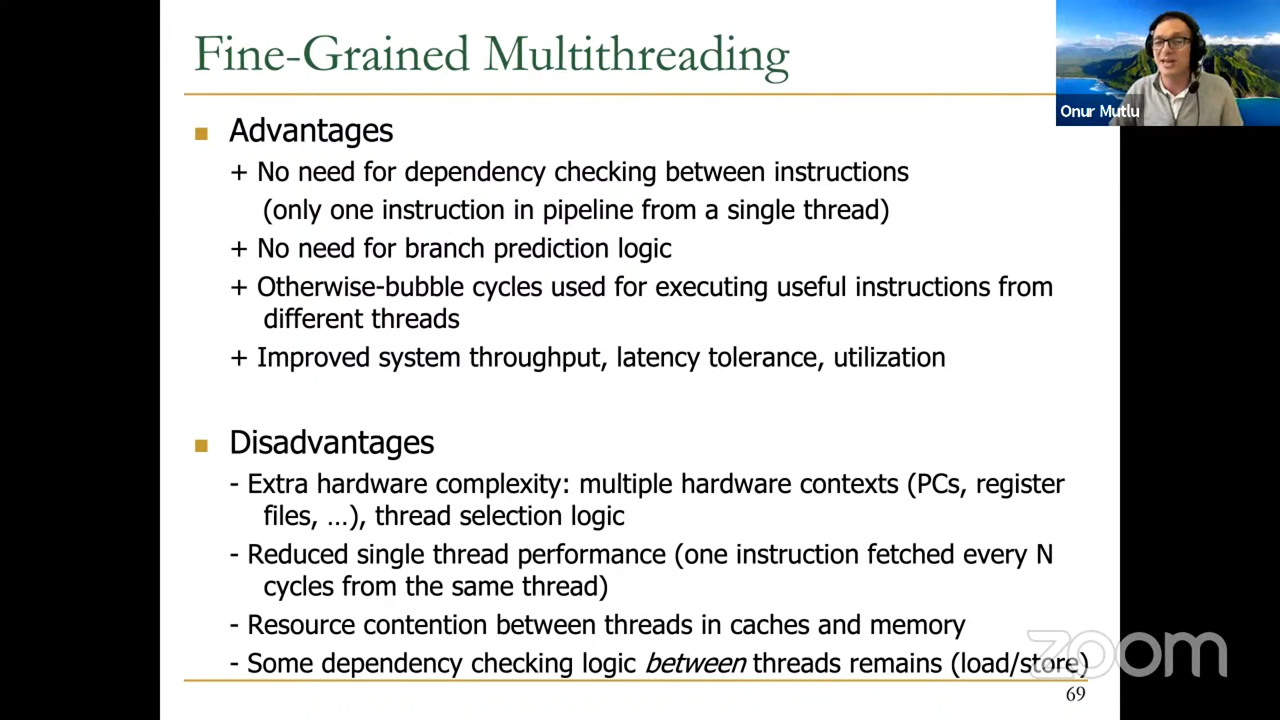 Fine-Grained Multithreading
Onur Mutlu
■ Advantages
+ No need for dependency checking between instructions
(only one instruction in pipeline from a single thread)
+ No need for branch prediction logic
+ Otherwise-bubble cycles used for executing useful instructions from
different threads
+ Improved system throughput, latency tolerance, utilization
■ Disadvantages
- Extra hardware complexity: multiple hardware contexts (PCs, register
files, …), thread selection logic
- Reduced single thread performance (one instruction fetched every N
cycles from the same thread)
- Resource contention between threads in caches and memory
- Some dependency checking logic between threads remains (load/store)
zoom
69